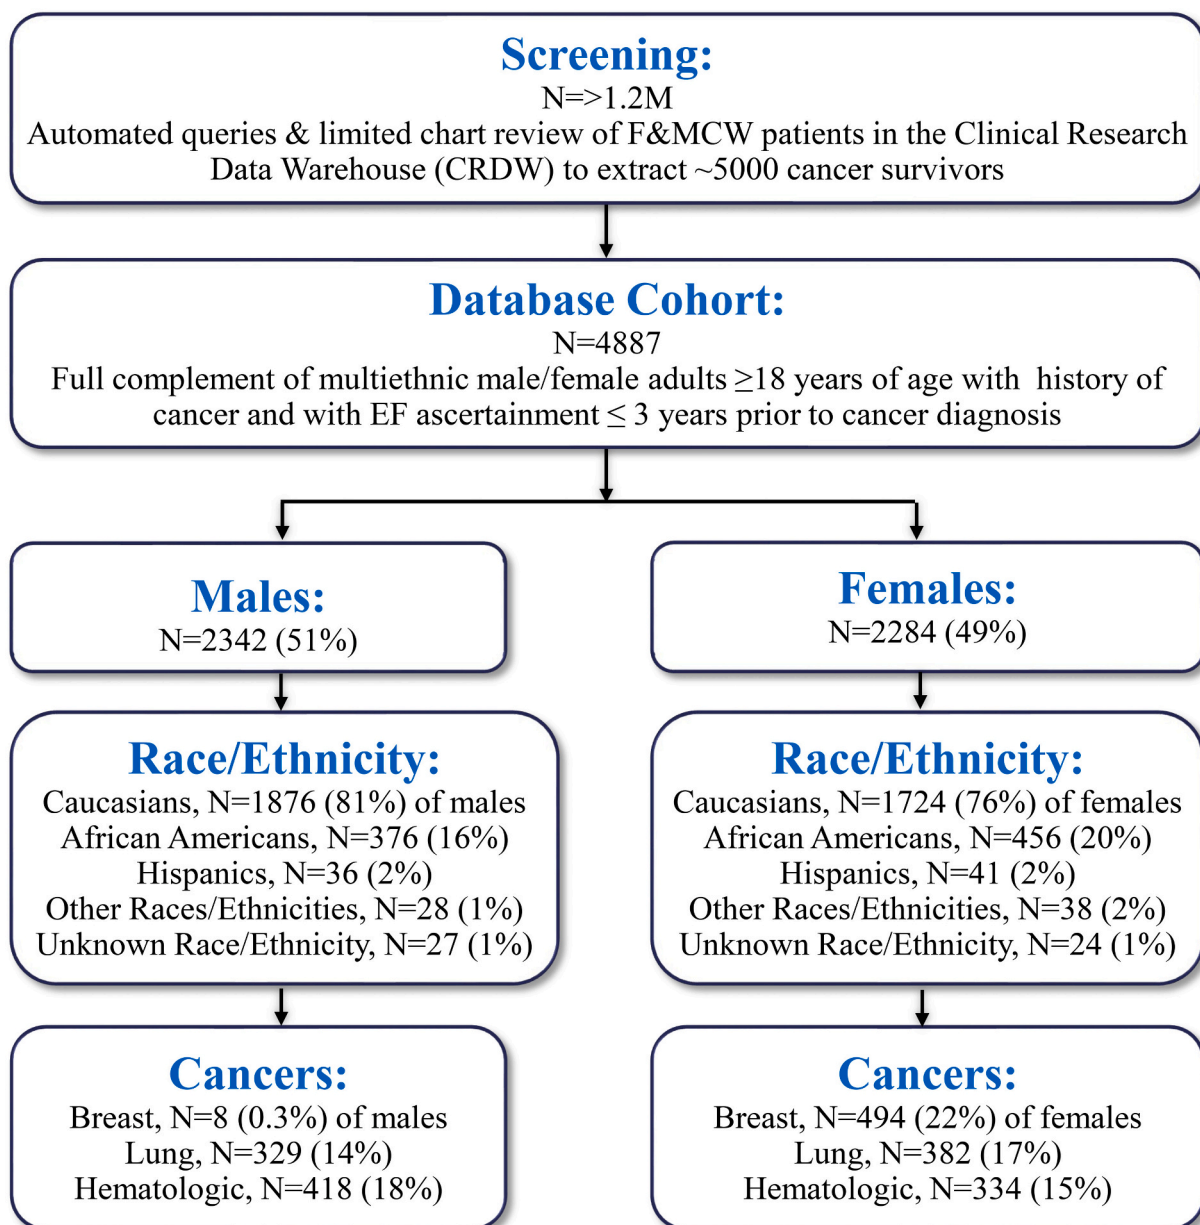 Screening:
N=>1.2M
Automated queries & limited chart review of F&MCW patients in the Clinical Research
Data Warehouse (CRDW) to extract ~5000 cancer survivors
Database Cohort:
N=4887
Full complement of multiethnic male/female adults ≥18 years of age with history of
cancer and with EF ascertainment ≤ 3 years prior to cancer diagnosis
Males:
N=2342 (51%)
Females:
N=2284 (49%)
Race/Ethnicity:
Caucasians, N=1876 (81%) of males
African Americans, N=376 (16%)
Hispanics, N=36 (2%)
Other Races/Ethnicities, N=28 (1%)
Unknown Race/Ethnicity, N=27 (1%)
Race/Ethnicity:
Caucasians, N=1724 (76%) of females
African Americans, N=456 (20%)
Hispanics, N=41 (2%)
Other Races/Ethnicities, N=38 (2%)
Unknown Race/Ethnicity, N=24 (1%)
Cancers:
Breast, N=8 (0.3%) of males
Lung, N=329 (14%)
Hematologic, N=418 (18%)
Cancers:
Breast, N=494 (22%) of females
Lung, N=382 (17%)
Hematologic, N=334 (15%)